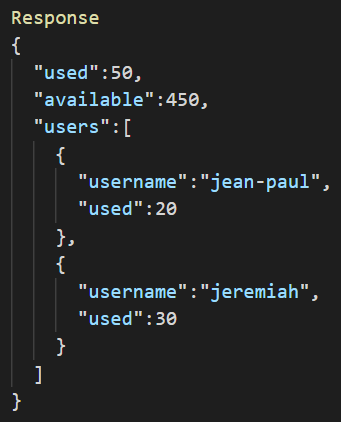 Response
{
  "used":50,
  "available":450,
  "users":[
    {
      "username":"jean-paul",
      "used":20
    },
    {
      "username":"jeremiah",
      "used":30
    }
  ]
}